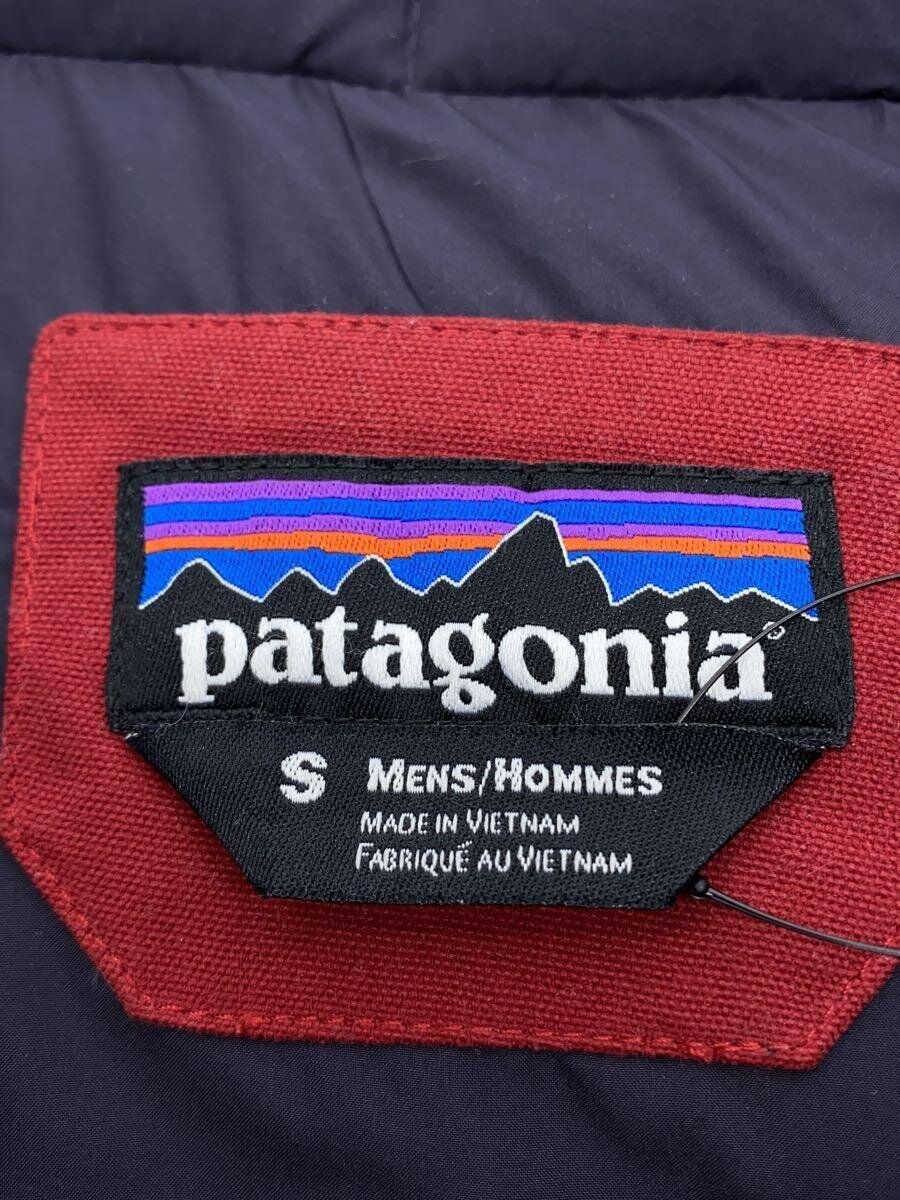 patagonia®
S MENS/HOMMES
MADE IN VIETNAM
FABRIQUÉ AU VIETNAM